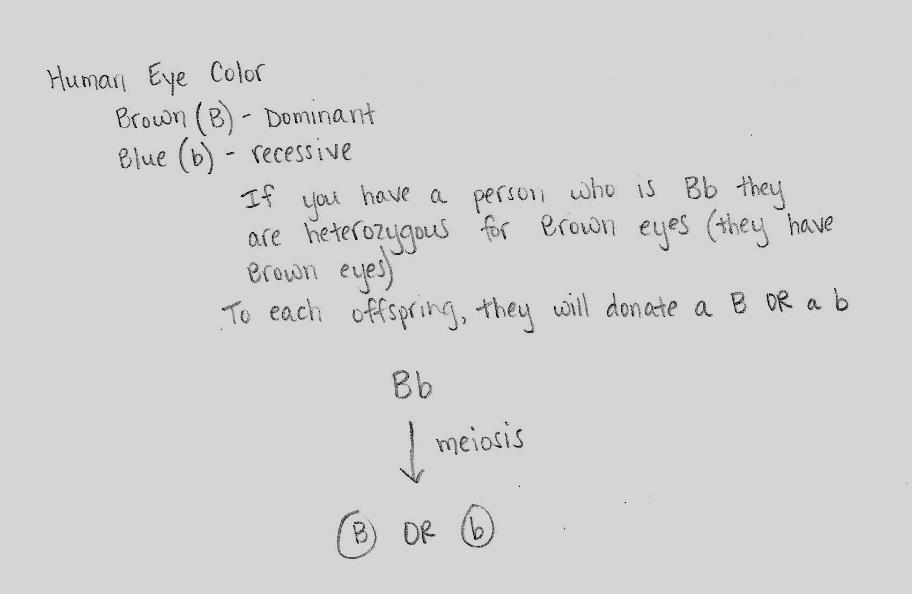 Human Eye Color
Brown (B) - Dominant
Blue (b) - recessive
If you have a person who is Bb they
are heterozygous for Brown eyes (they have
Brown eyes)
To each offspring, they will donate a B OR a b
Bb
meiosis
B OR b